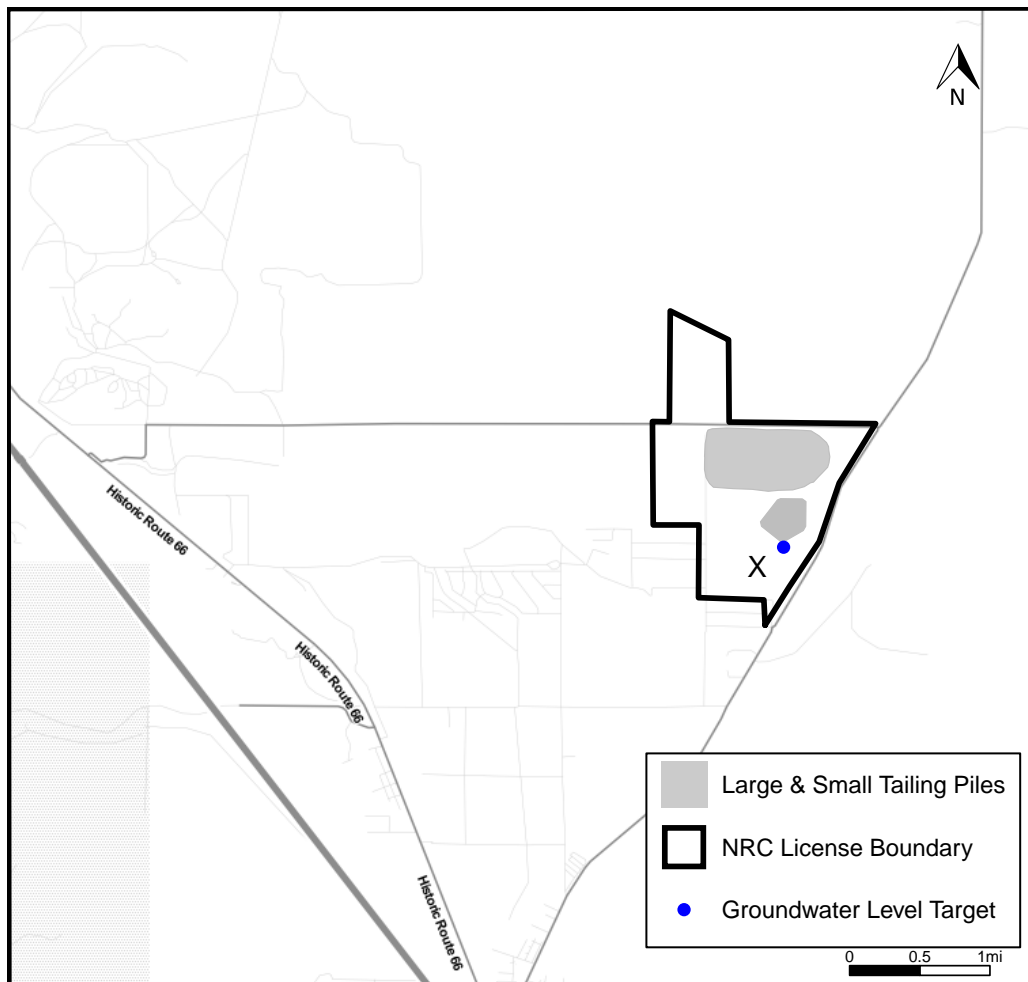 N
Historic Route 66
X
Historic Route 66
Historic Route 66
Large & Small Tailing Piles
NRC License Boundary
Groundwater Level Target
0 0.5 1mi